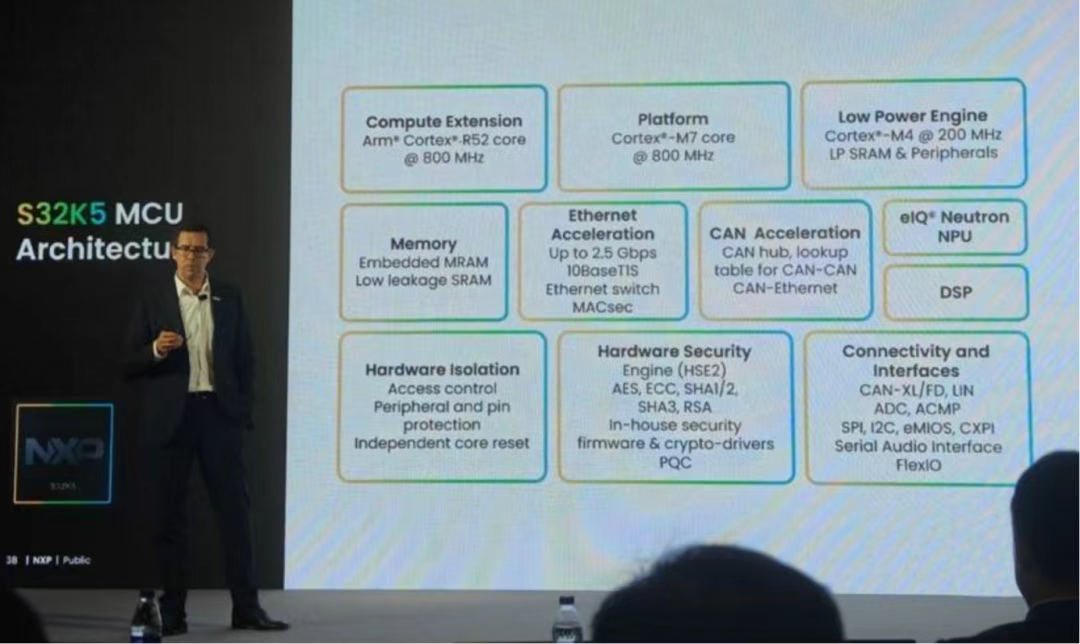 S32K5 MCU
Architectu
NXP
S32K5
38 | NXP | Public
Compute Extension
Arm® Cortex®-R52 core
@ 800 MHz
Platform
Cortex®-M7 core
@ 800 MHz
Low Power Engine
Cortex®-M4 @ 200 MHz
LP SRAM & Peripherals
Memory
Embedded MRAM
Low leakage SRAM
Ethernet
Acceleration
Up to 2.5 Gbps
10BaseT1S
Ethernet switch
MACsec
CAN Acceleration
CAN hub, lookup
table for CAN-CAN
CAN-Ethernet
eIQ® Neutron
NPU
DSP
Hardware Isolation
Access control
Peripheral and pin
protection
Independent core reset
Hardware Security
Engine (HSE2)
AES, ECC, SHA1/2,
SHA3, RSA
In-house security
firmware & crypto-drivers
PQC
Connectivity and
Interfaces
CAN-XL/FD, LIN
ADC, ACMP
SPI, I2C, eMIOS, CXPI
Serial Audio Interface
FlexIO